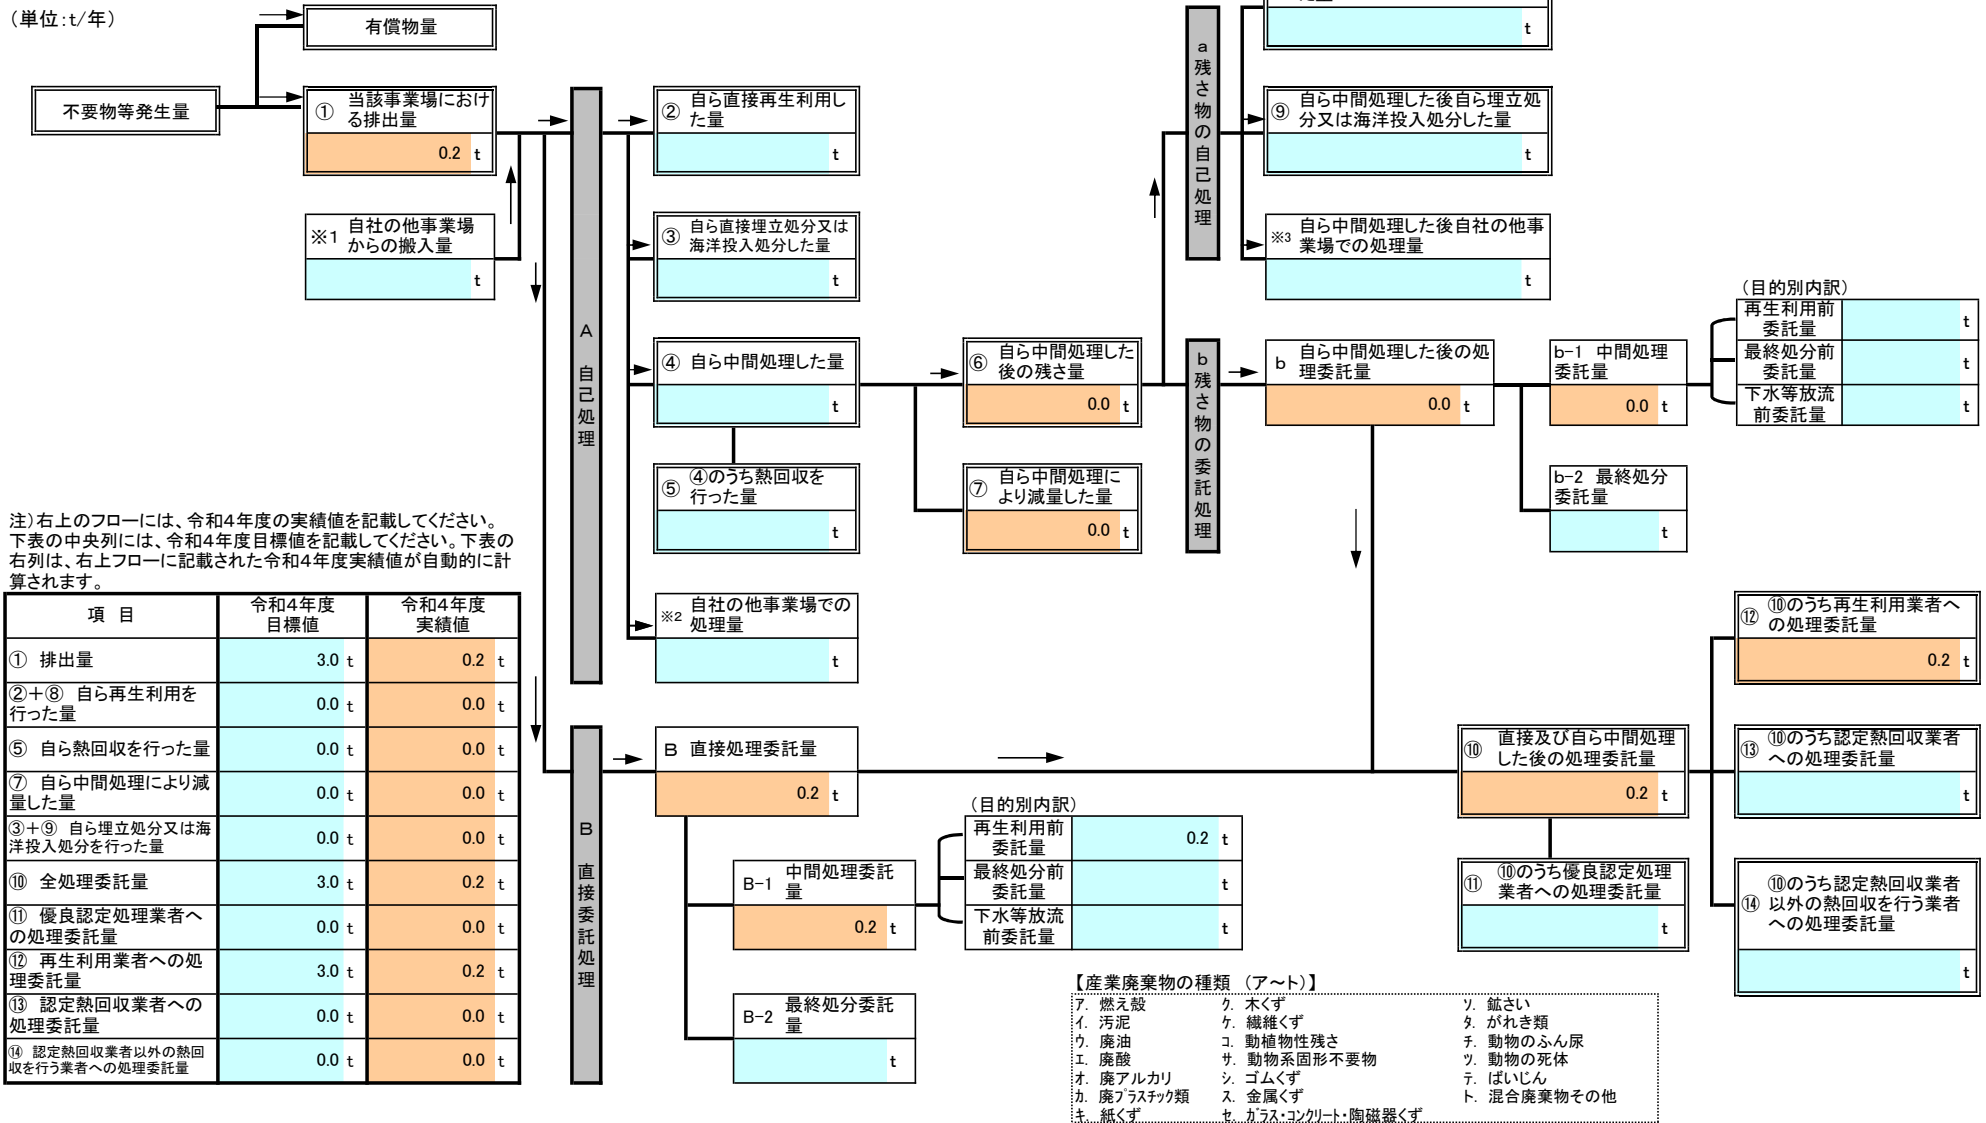 （単位：t/年）
有償物量
不要物等発生量
① 当該事業場におけ
る排出量
0.2 t
※1 自社の他事業場
からの搬入量
t
A 自己処理
② 自ら直接再生利用し
た量
t
③ 自ら直接埋立処分又は
海洋投入処分した量
t
④ 自ら中間処理した量
t
⑤ ④のうち熱回収を
行った量
t
※2 自社の他事業場での
処理量
t
⑥ 自ら中間処理した
後の残さ量
0.0 t
⑦ 自ら中間処理に
より減量した量
0.0 t
a 残さ物の自己処理
t
⑨ 自ら中間処理した後自ら埋立処
分又は海洋投入処分した量
t
※3 自ら中間処理した後自社の他事
業場での処理量
t
b 残さ物の委託処理
b 自ら中間処理した後の処
理委託量
0.0 t
b-1 中間処理
委託量
0.0 t
b-2 最終処分
委託量
t
（目的別内訳）
再生利用前
委託量
t
最終処分前
委託量
t
下水等放流
前委託量
t
注）右上のフローには、令和４年度の実績値を記載してください。
下表の中央列には、令和４年度目標値を記載してください。下表の
右列は、右上フローに記載された令和４年度実績値が自動的に計
算されます。
項 目 令和４年度 令和４年度
目標値 実績値
① 排出量 3.0 t 0.2 t
②＋⑧ 自ら再生利用を
行った量 0.0 t 0.0 t
⑤ 自ら熱回収を行った量 0.0 t 0.0 t
⑦ 自ら中間処理により減
量した量 0.0 t 0.0 t
③＋⑨ 自ら埋立処分又は海
洋投入処分を行った量 0.0 t 0.0 t
⑩ 全処理委託量 3.0 t 0.2 t
⑪ 優良認定処理業者へ
の処理委託量 0.0 t 0.0 t
⑫ 再生利用業者への処
理委託量 3.0 t 0.2 t
⑬ 認定熱回収業者への
処理委託量 0.0 t 0.0 t
⑭ 認定熱回収業者以外の熱回
収を行う業者への処理委託量 0.0 t 0.0 t
B 直接委託処理
B 直接処理委託量
0.2 t
B-1 中間処理委託
量
0.2 t
B-2 最終処分委託
量
t
（目的別内訳）
再生利用前
委託量
0.2 t
最終処分前
委託量
t
下水等放流
前委託量
t
⑩ 直接及び自ら中間処理
した後の処理委託量
0.2 t
⑪ ⑩のうち優良認定処理
業者への処理委託量
t
⑫ ⑩のうち再生利用業者へ
の処理委託量
0.2 t
⑬ ⑩のうち認定熱回収業者
への処理委託量
t
⑭ ⑩のうち認定熱回収業者
以外の熱回収を行う業者
への処理委託量
t
【産業廃棄物の種類 （ア～ト）】
ア． 燃え殻 ク． 木くず ソ． 鉱さい
イ． 汚泥 ケ． 繊維くず タ． がれき類
ウ． 廃油 コ． 動植物性残さ チ． 動物のふん尿
エ． 廃酸 サ． 動物系固形不要物 ツ． 動物の死体
オ． 廃アルカリ シ． ゴムくず テ． ばいじん
カ． 廃プラスチック類 ス． 金属くず ト． 混合廃棄物その他
キ． 紙くず セ． ガラス・コンクリート・陶磁器くず